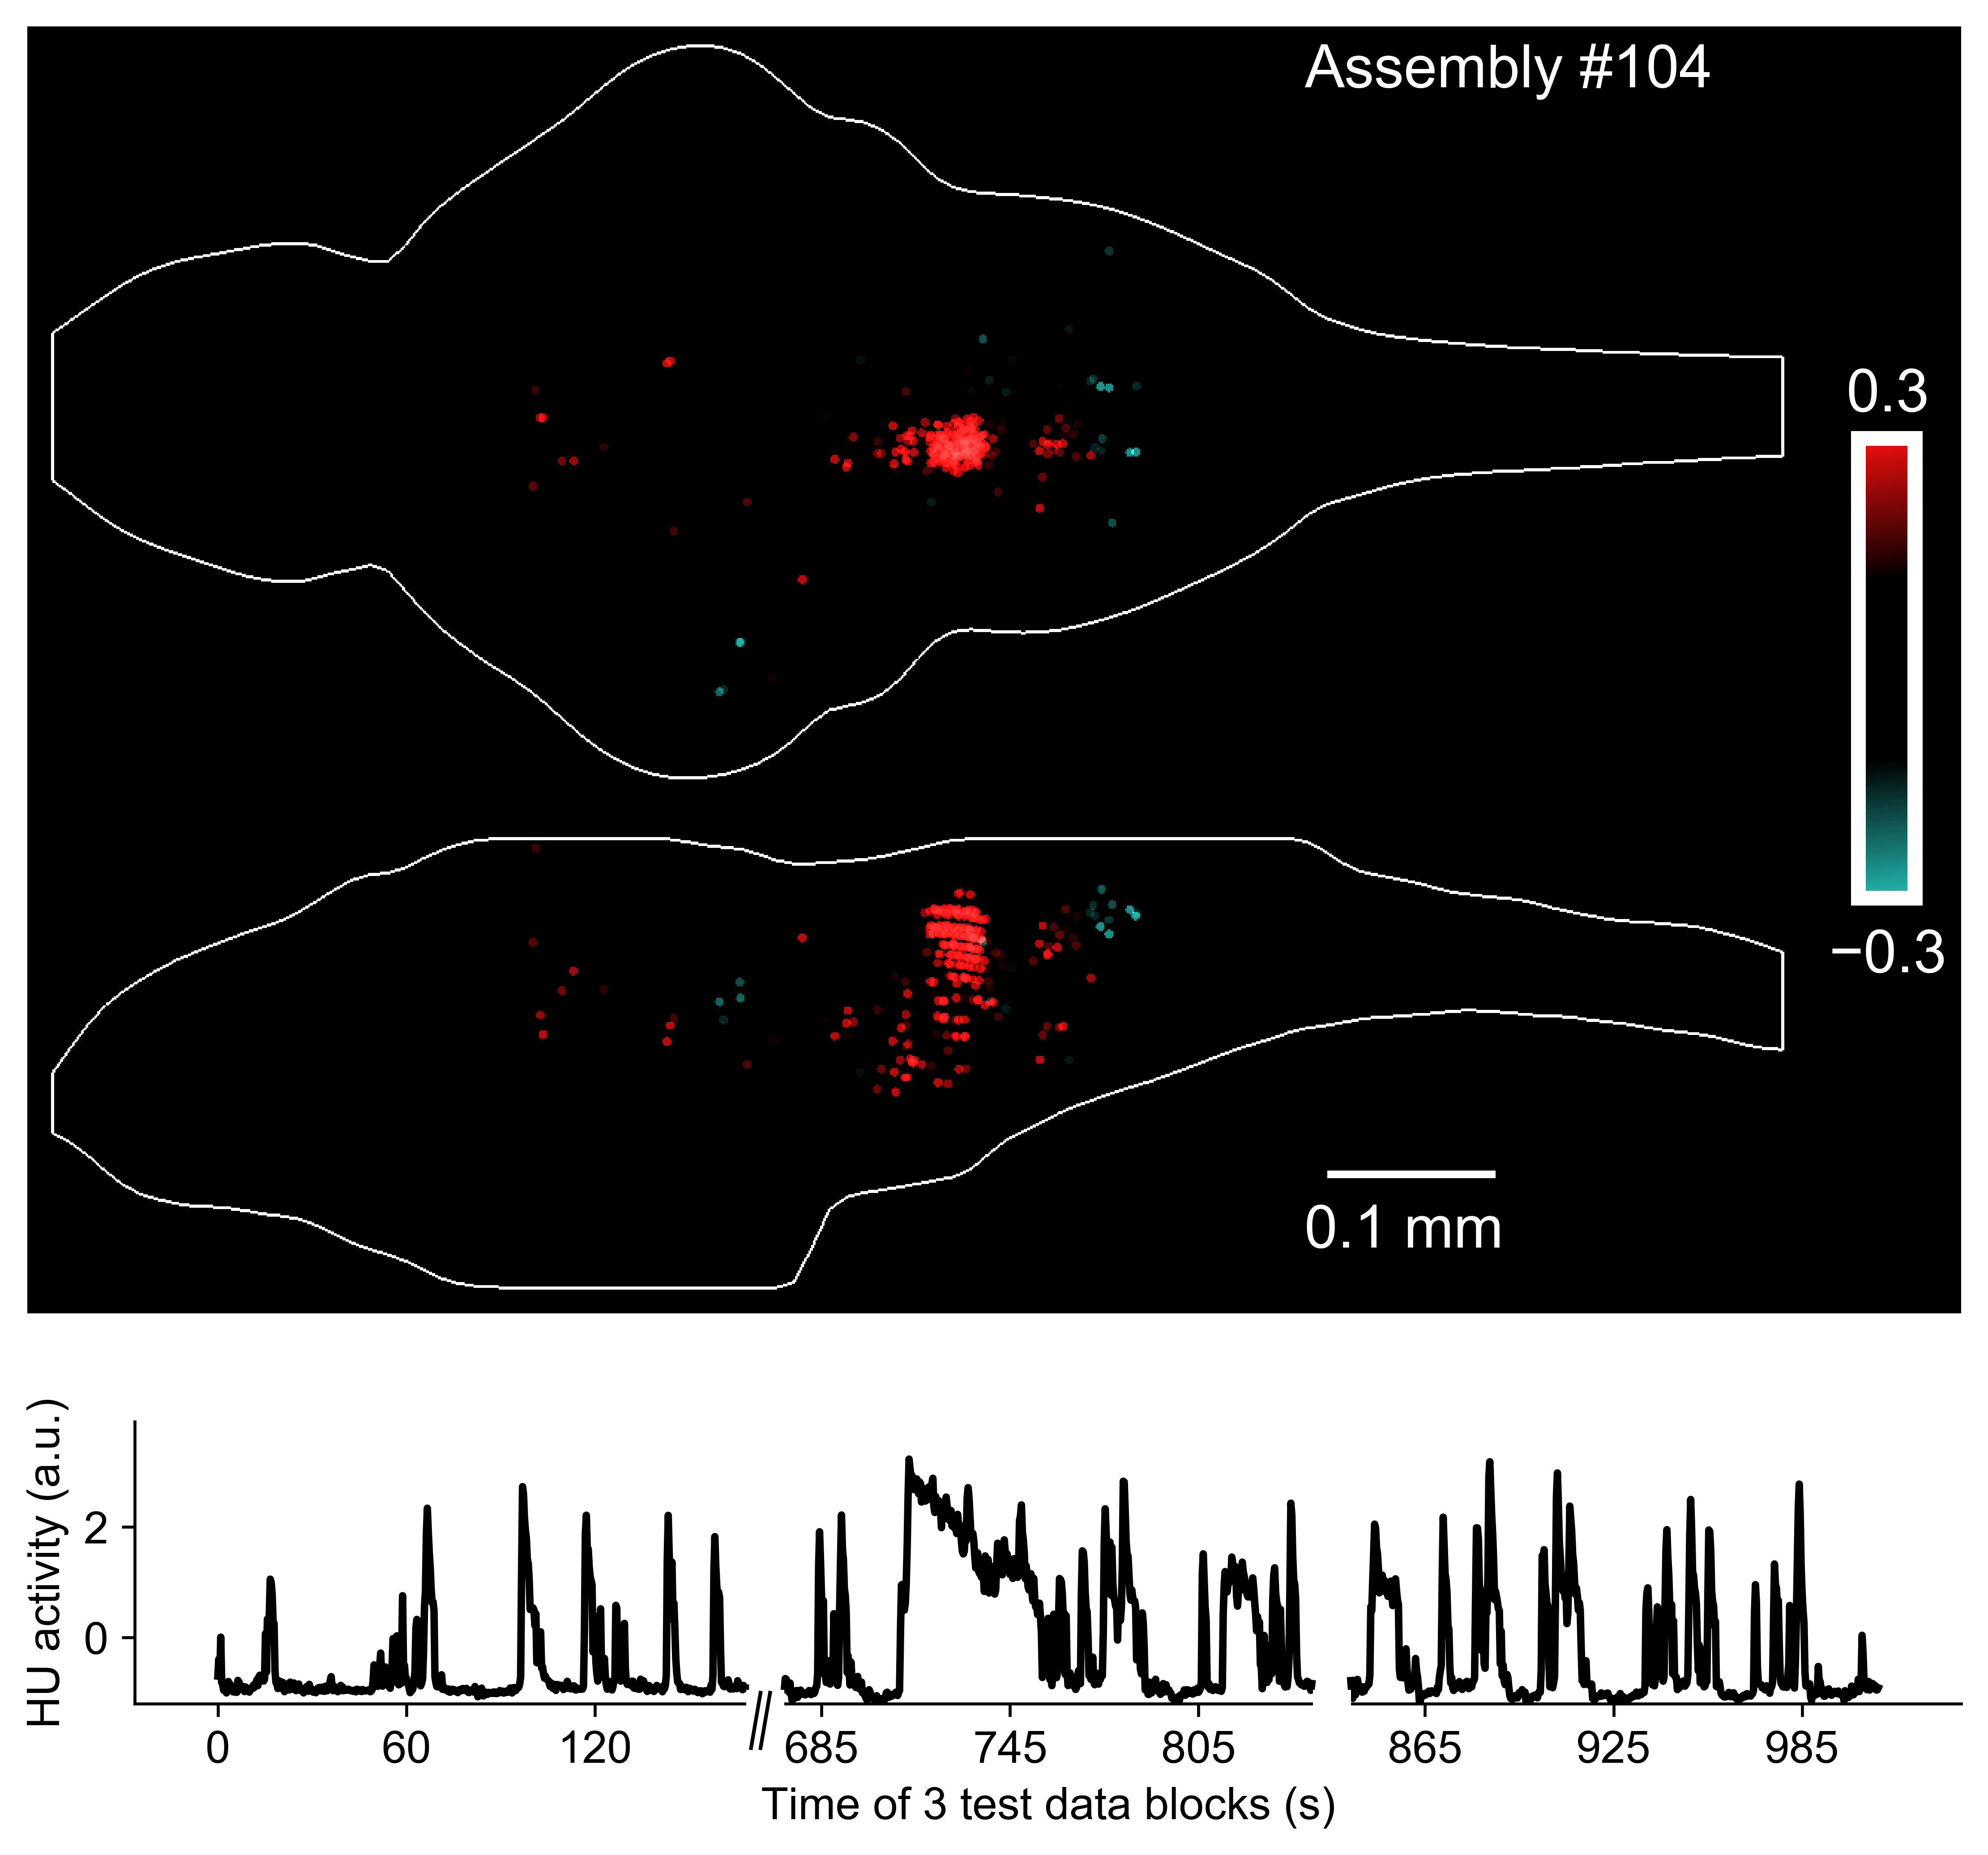 Assembly #104
0.3
−0.3
0.1 mm
HU activity (a.u.)
2
0
0 60 120 685 745 805 865 925 985
Time of 3 test data blocks (s)